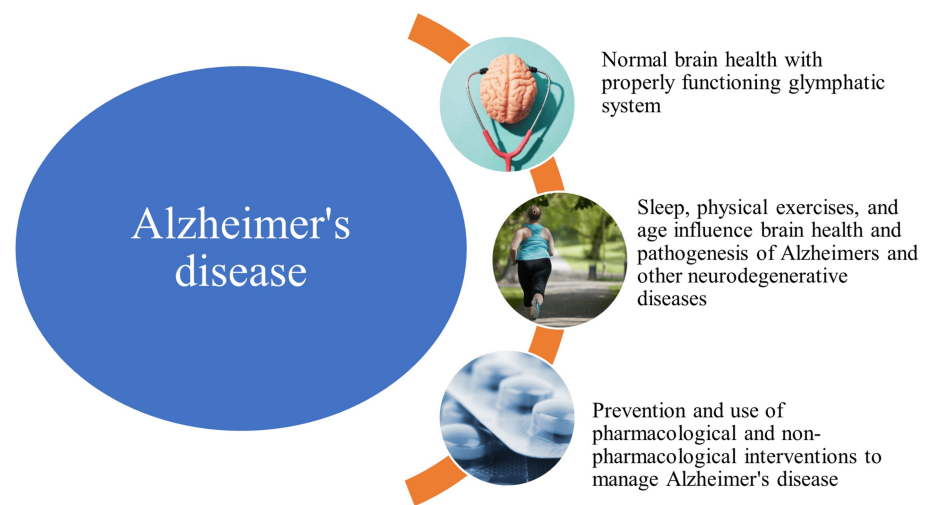 Alzheimer's
disease
Normal brain health with
properly functioning glymphatic
system
Sleep, physical exercises, and
age influence brain health and
pathogenesis of Alzheimers and
other neurodegenerative
diseases
Prevention and use of
pharmacological and non-
pharmacological interventions to
manage Alzheimer's disease